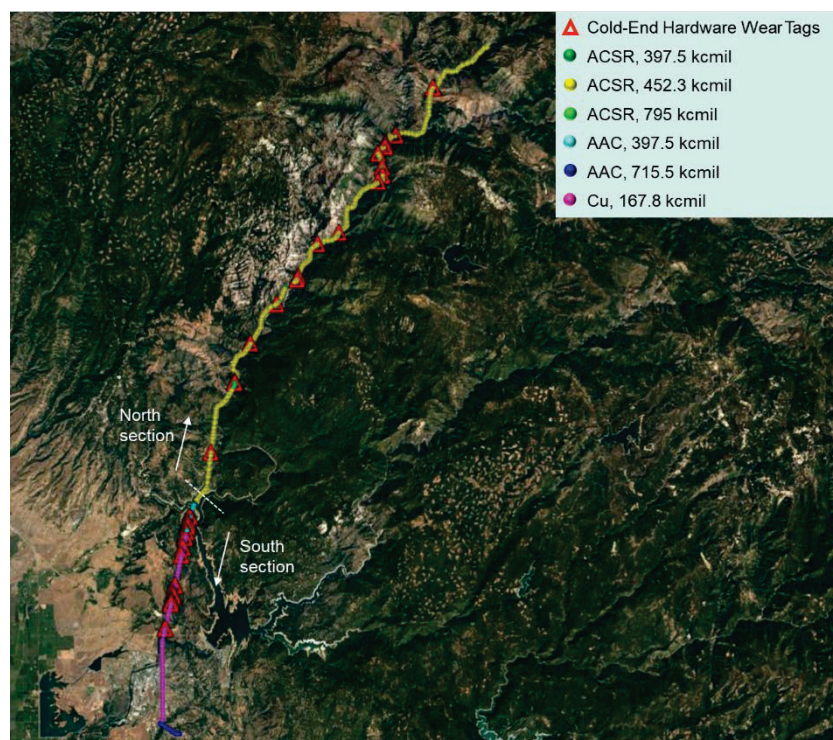 Cold-End Hardware Wear Tags
ACSR, 397.5 kcmil
ACSR, 452.3 kcmil
ACSR, 795 kcmil
AAC, 397.5 kcmil
AAC, 715.5 kcmil
Cu, 167.8 kcmil
North
section
South
section